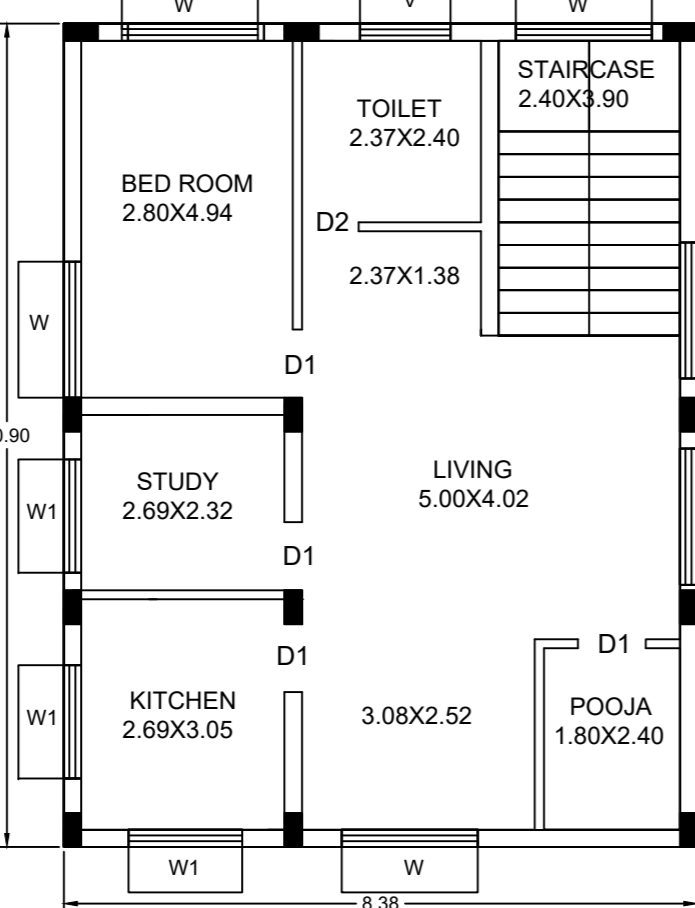 W
V
W
STAIRCASE
2.40X3.90
TOILET
2.37X2.40
BED ROOM
2.80X4.94
D2
2.37X1.38
W
D1
0.90
LIVING
5.00X4.02
STUDY
2.69X2.32
W1
D1
D1
D1
KITCHEN
2.69X3.05
W1
3.08X2.52
POOJA
1.80X2.40
W1
W
8.38